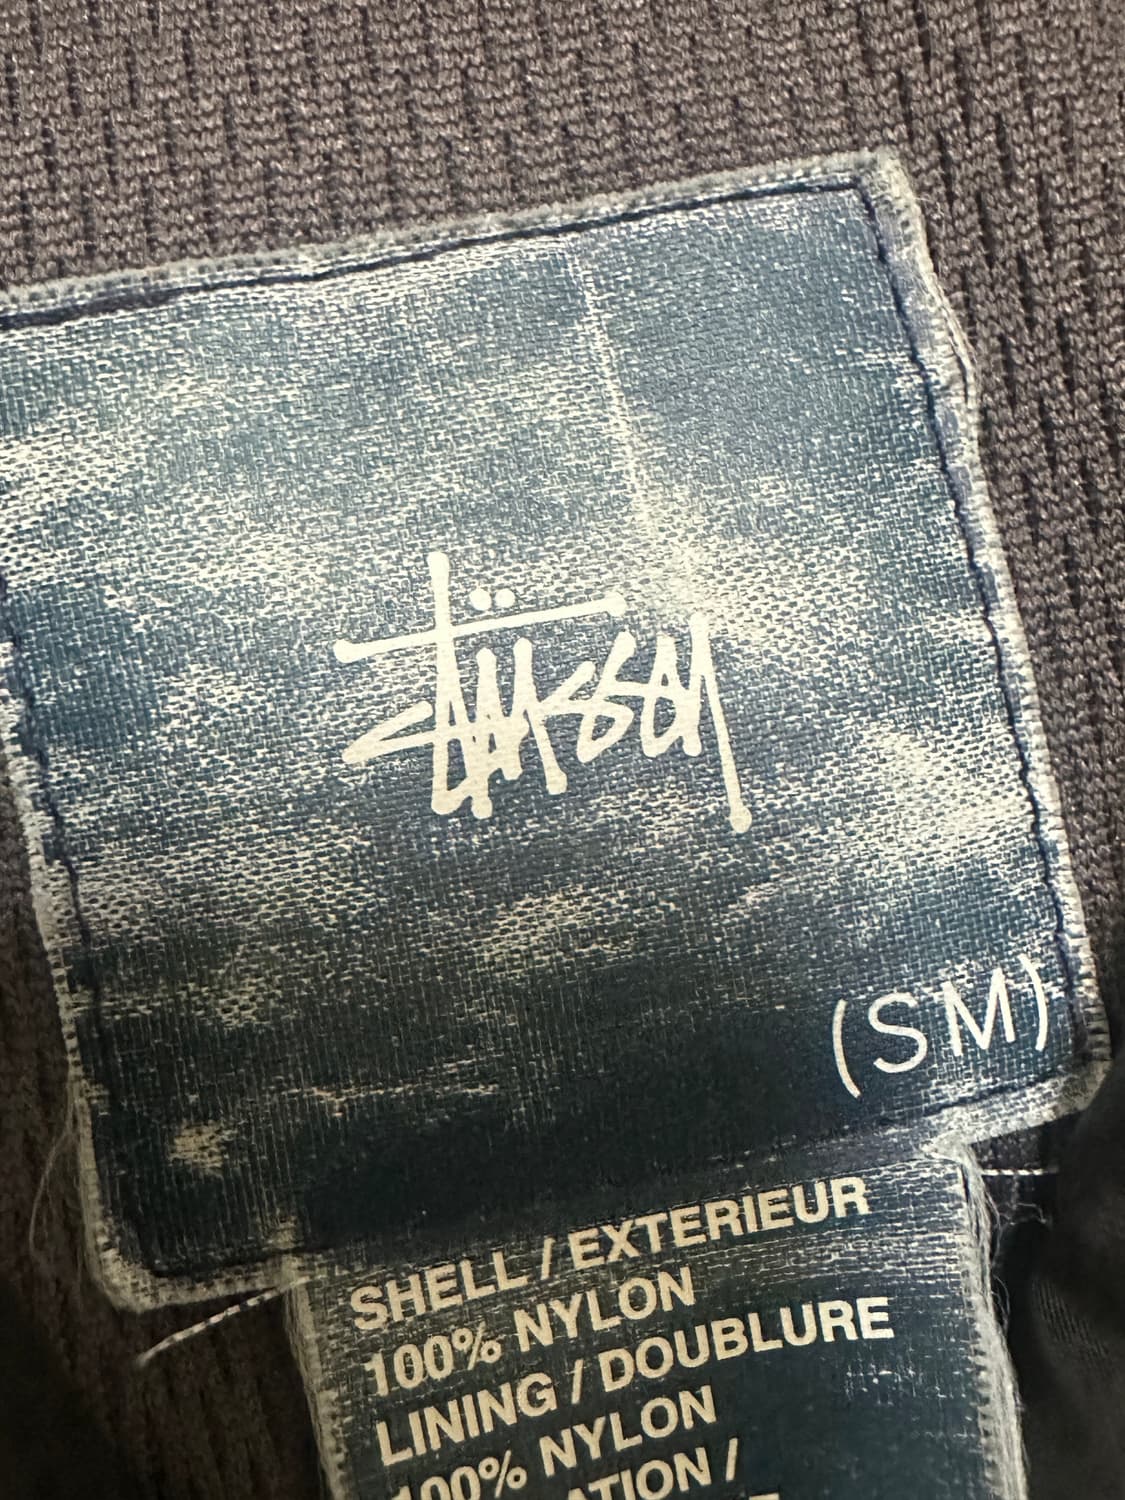 Stüssy
(SM)
SHELL / EXTERIEUR
100% NYLON
LINING / DOUBLURE
100% NYLON